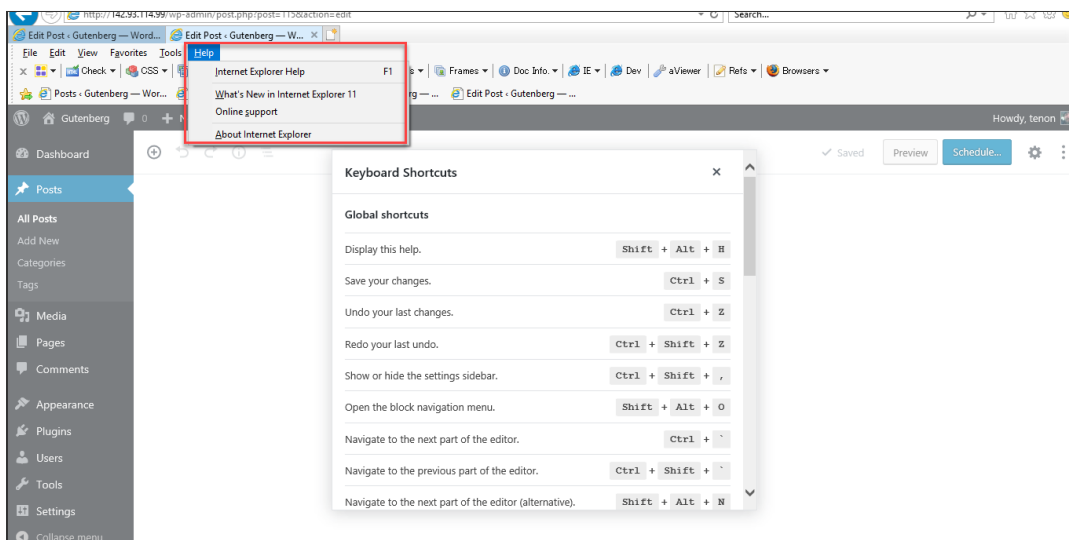 http://142.93.114.99/wp-admin/post.php?post=115&action=edit
Search...
Edit Post ‹ Gutenberg — Word...
Edit Post ‹ Gutenberg — W...
File Edit View Favorites Tools Help
Check CSS Frames Doc Info. IE Dev aViewer Refs Browsers
Posts ‹ Gutenberg — Wor... Edit Post ‹ Gutenberg — ...
Internet Explorer Help F1
What's New in Internet Explorer 11
Online support
About Internet Explorer
Gutenberg 0 Howdy, tenon
Dashboard
Posts
All Posts
Add New
Categories
Tags
Media
Pages
Comments
Appearance
Plugins
Users
Tools
Settings
Collapse menu
Saved Preview Schedule...
Keyboard Shortcuts
Global shortcuts
Display this help. Shift + Alt + H
Save your changes. Ctrl + S
Undo your last changes. Ctrl + Z
Redo your last undo. Ctrl + Shift + Z
Show or hide the settings sidebar. Ctrl + Shift + ,
Open the block navigation menu. Shift + Alt + O
Navigate to the next part of the editor. Ctrl + `
Navigate to the previous part of the editor. Ctrl + Shift + `
Navigate to the next part of the editor (alternative). Shift + Alt + N